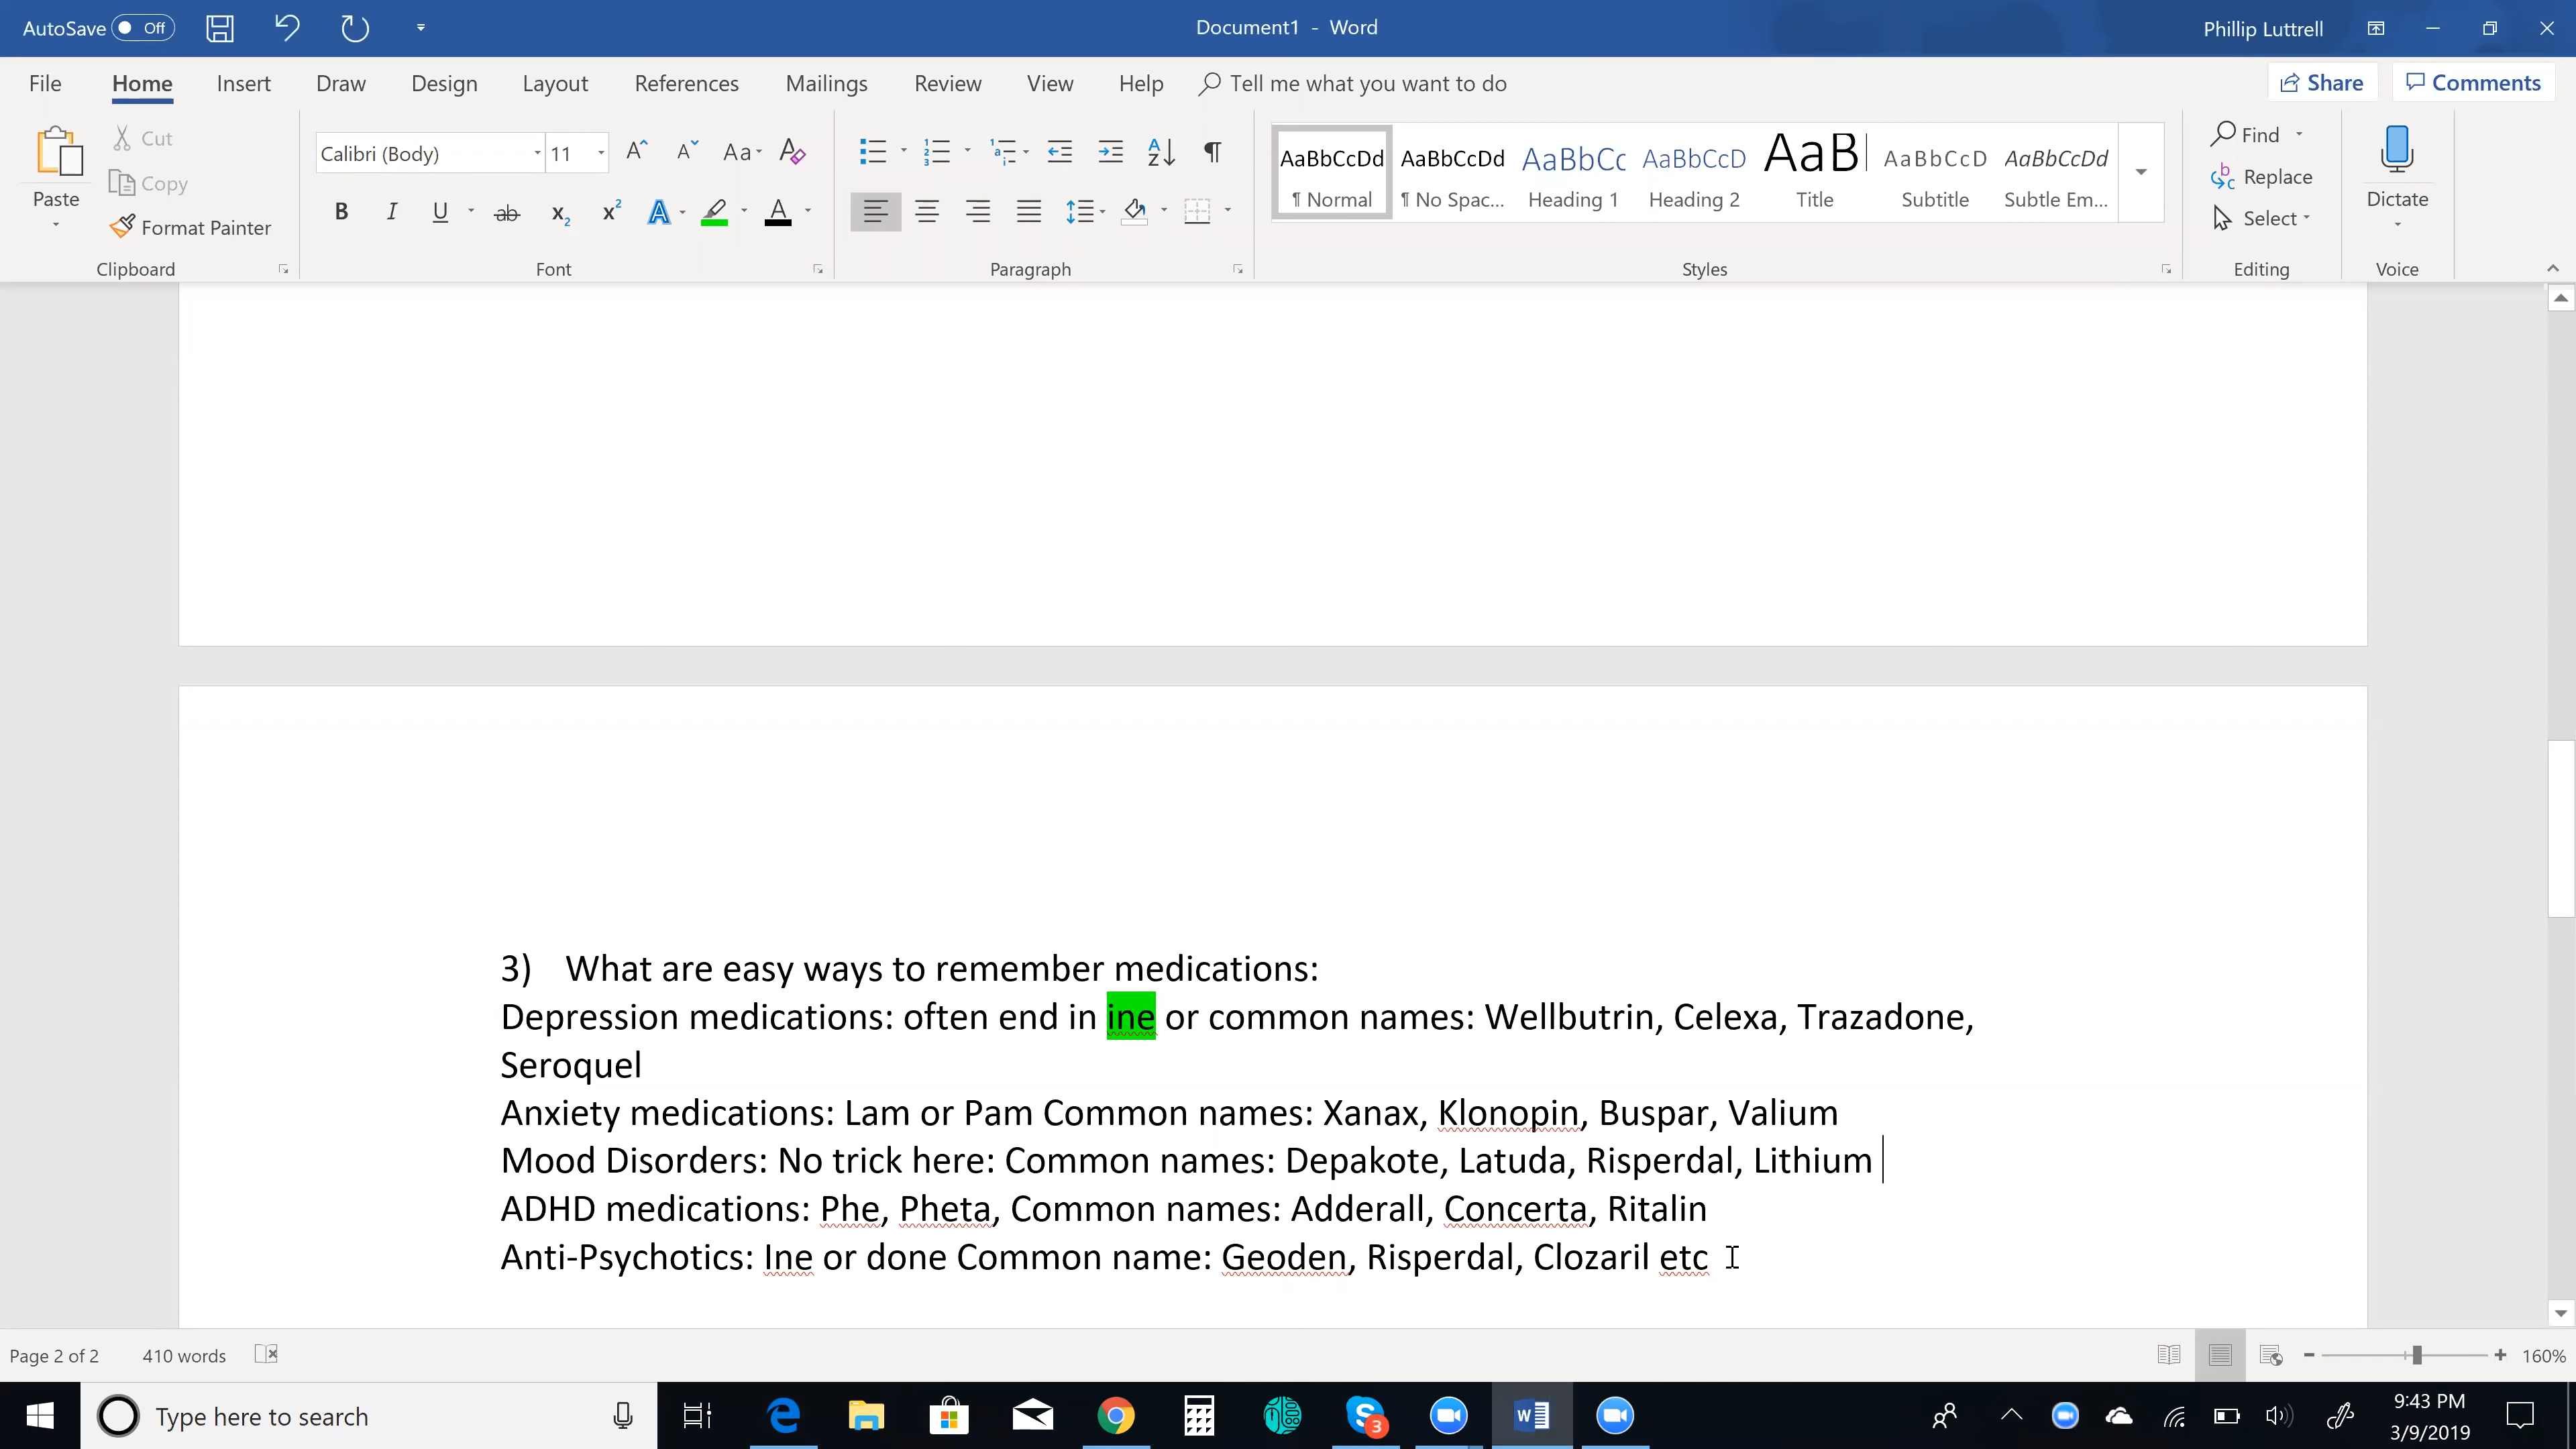 AutoSave Off
Document1 - Word
Phillip Luttrell
File Home Insert Draw Design Layout References Mailings Review View Help Tell me what you want to do
Share Comments
Paste
Cut
Copy
Format Painter
Clipboard
Calibri (Body) 11
Font
Paragraph
AaBbCcDd AaBbCcDd AaBbCc AaBbCcD AaB AaBbCcD AaBbCcDd
¶ Normal ¶ No Spac... Heading 1 Heading 2 Title Subtitle Subtle Em...
Styles
Find
Replace
Select
Editing
Dictate
Voice
3) What are easy ways to remember medications:
Depression medications: often end in ine or common names: Wellbutrin, Celexa, Trazadone,
Seroquel
Anxiety medications: Lam or Pam Common names: Xanax, Klonopin, Buspar, Valium
Mood Disorders: No trick here: Common names: Depakote, Latuda, Risperdal, Lithium
ADHD medications: Phe, Pheta, Common names: Adderall, Concerta, Ritalin
Anti-Psychotics: Ine or done Common name: Geoden, Risperdal, Clozaril etc
Page 2 of 2 410 words
160%
Type here to search
3
9:43 PM
3/9/2019